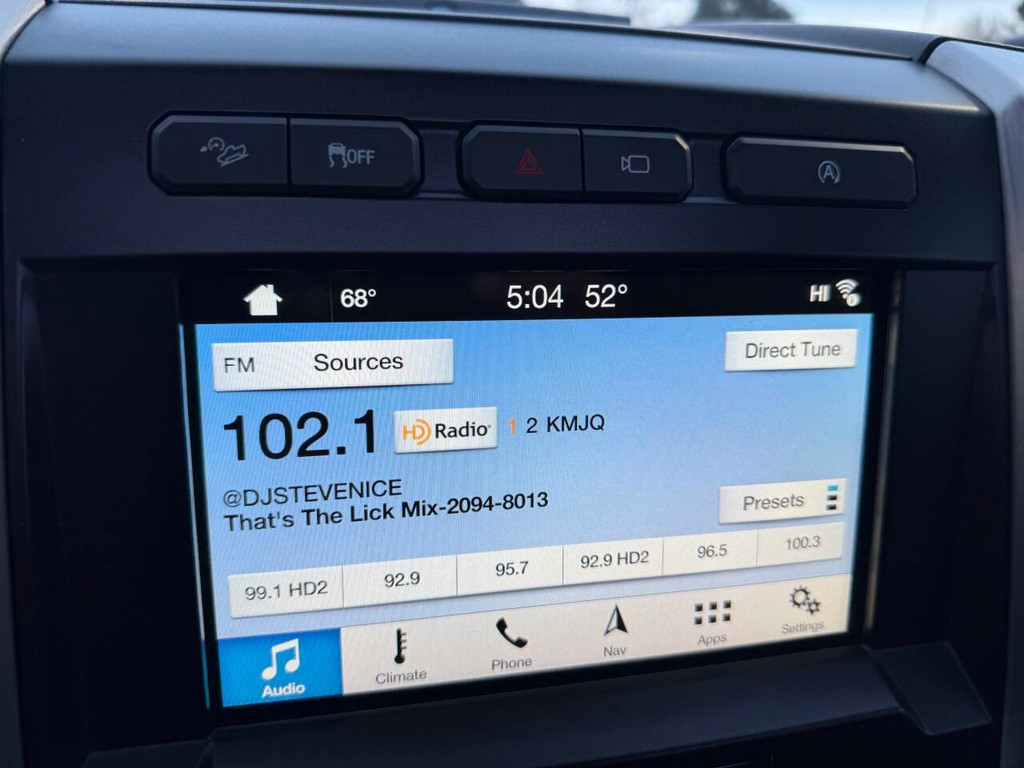 OFF
A
68° 5:04 52° HI
FM Sources Direct Tune
102.1 HD Radio 1 2 KMJQ
@DJSTEVENICE
That's The Lick Mix-2094-8013
Presets
99.1 HD2 92.9 95.7 92.9 HD2 96.5 100.3
Audio Climate Phone Nav Apps Settings